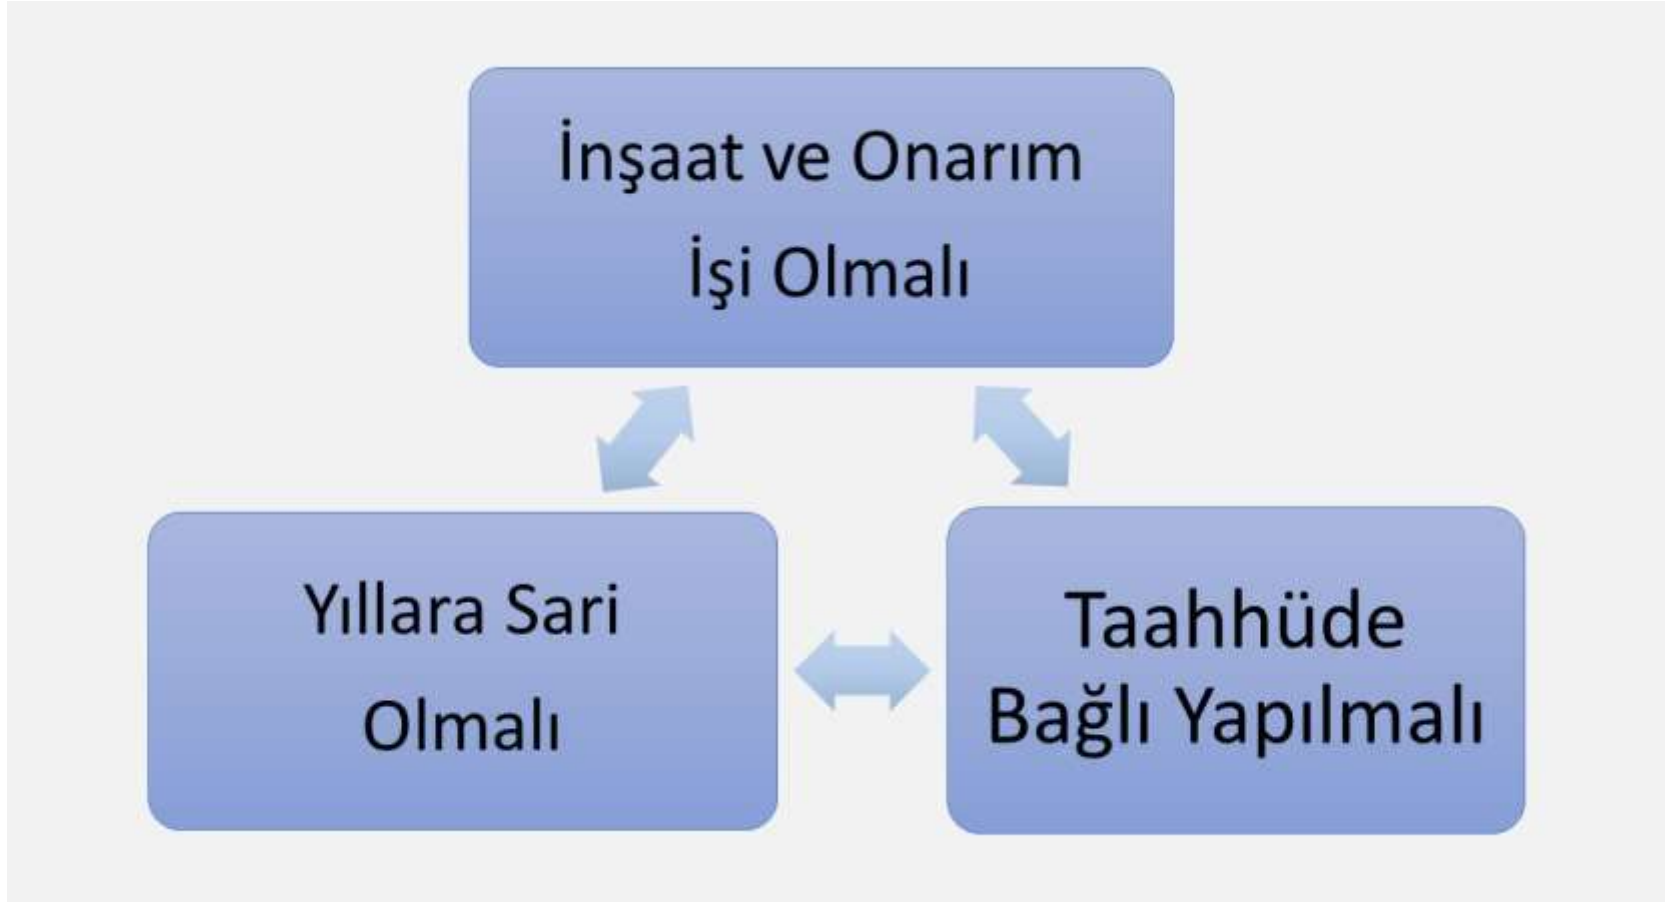 İnşaat ve Onarım
İşi Olmalı
Yıllara Sari
Olmalı
Taahhüde
Bağlı Yapılmalı